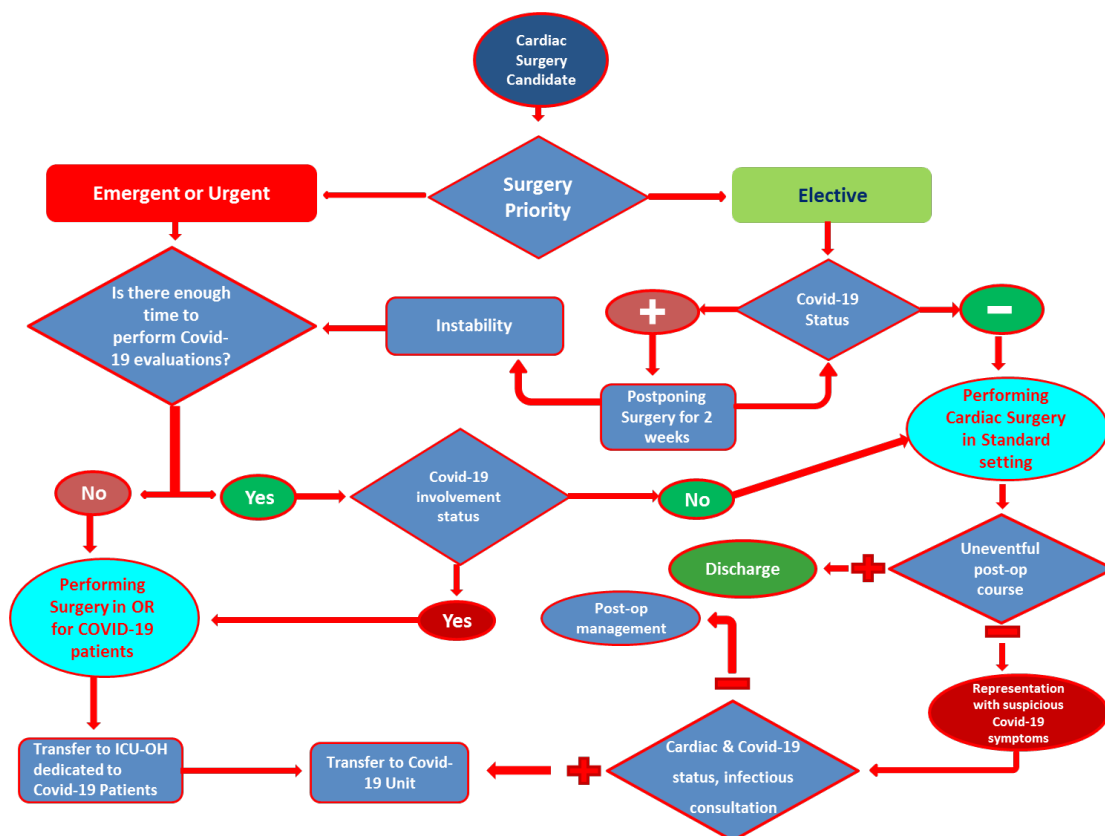 Cardiac
Surgery
Candidate
Surgery
Priority
Emergent or Urgent
Elective
Is there enough
time to
perform Covid-
19 evaluations?
Instability
+
Covid-19
Status
−
Postponing
Surgery for 2
weeks
Performing
Cardiac Surgery
in Standard
setting
No
Yes
Covid-19
involvement
status
No
Uneventful
post-op
course
Discharge
Performing
Surgery in OR
for COVID-19
patients
Yes
Post-op
management
Representation
with suspicious
Covid-19
symptoms
Transfer to ICU-OH
dedicated to
Covid-19 Patients
Transfer to Covid-
19 Unit
Cardiac & Covid-19
status, infectious
consultation